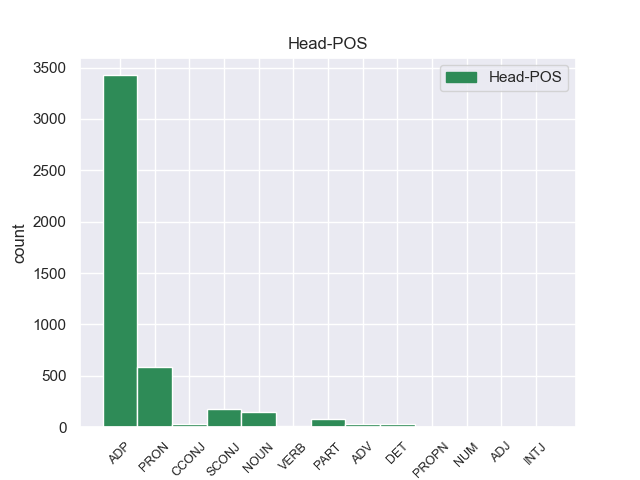 Head-POS
Head-POS
3500
3000
2500
2000
1500
1000
500
0
count
ADP PRON CCONJ SCONJ NOUN VERB PART ADV DET PROPN NUM ADJ INTJ